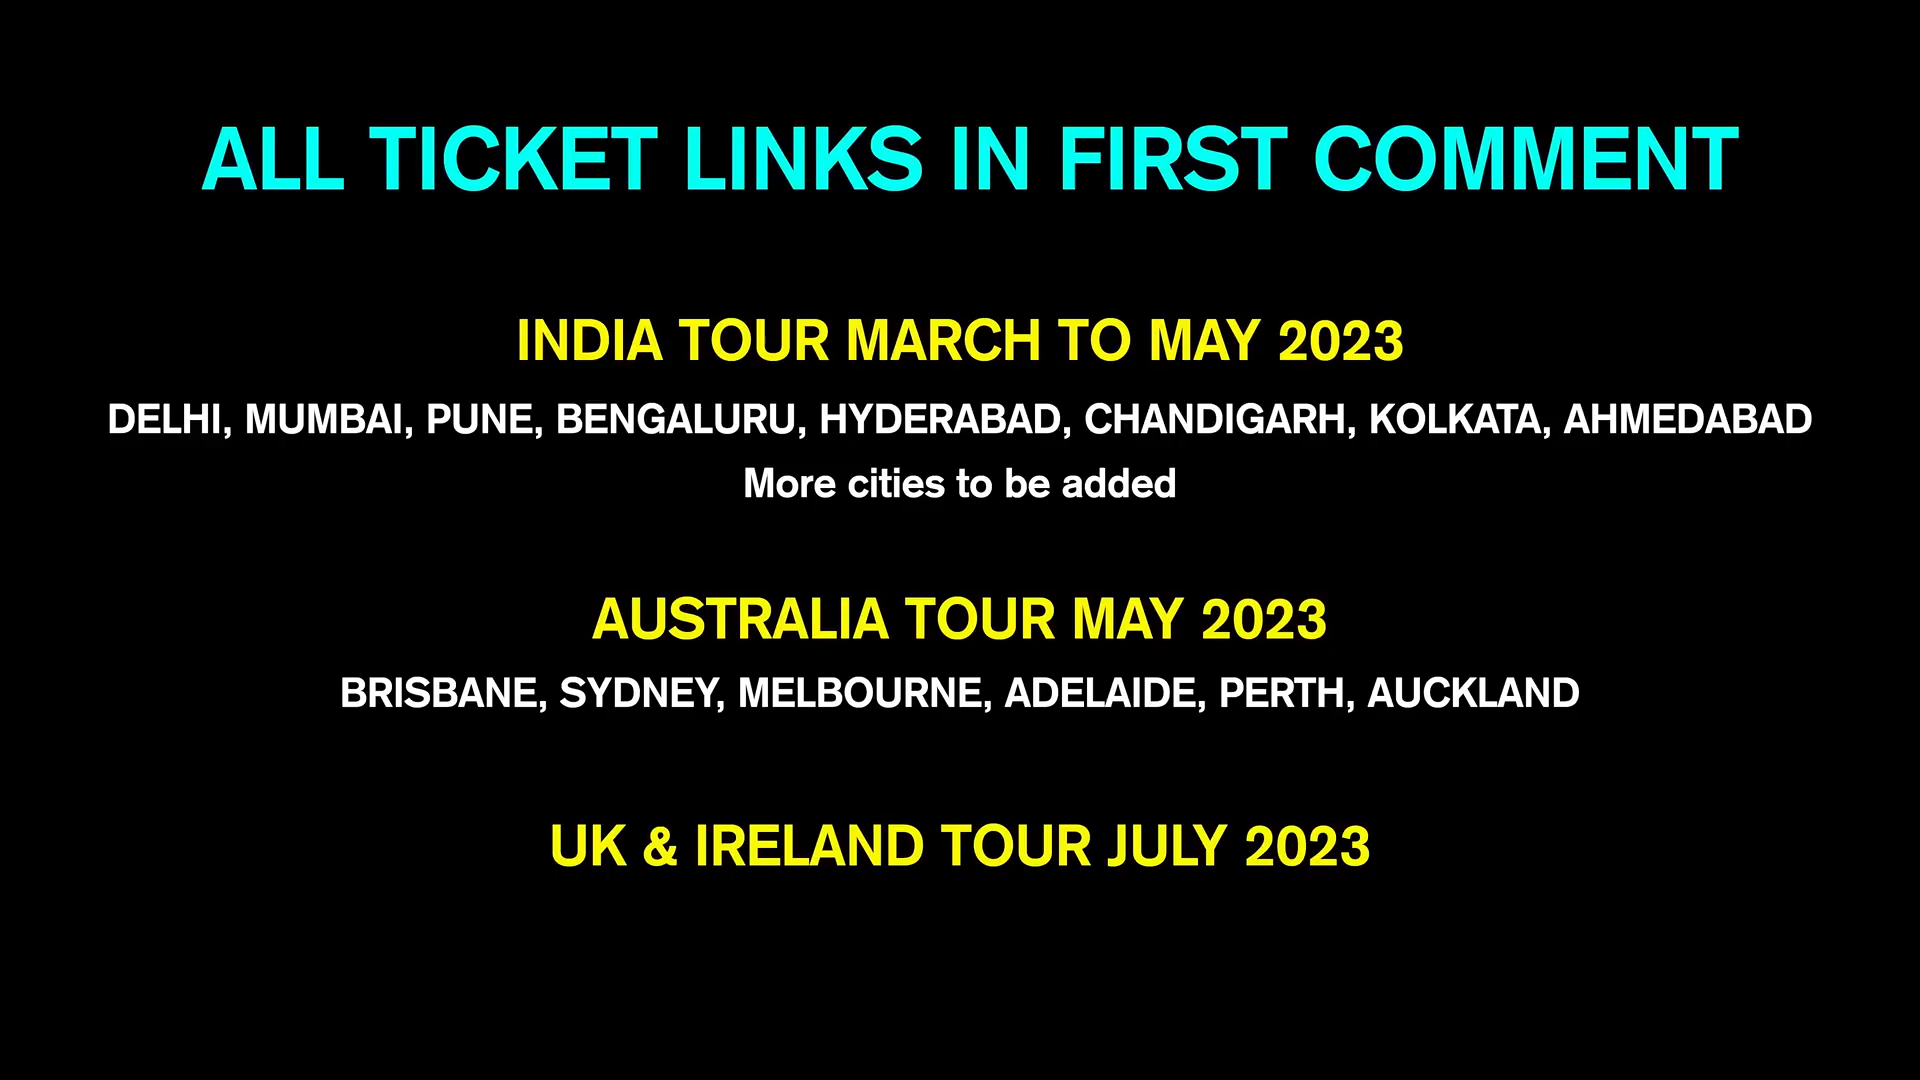 ALL TICKET LINKS IN FIRST COMMENT
INDIA TOUR MARCH TO MAY 2023
DELHI, MUMBAI, PUNE, BENGALURU, HYDERABAD, CHANDIGARH, KOLKATA, AHMEDABAD
More cities to be added
AUSTRALIA TOUR MAY 2023
BRISBANE, SYDNEY, MELBOURNE, ADELAIDE, PERTH, AUCKLAND
UK & IRELAND TOUR JULY 2023